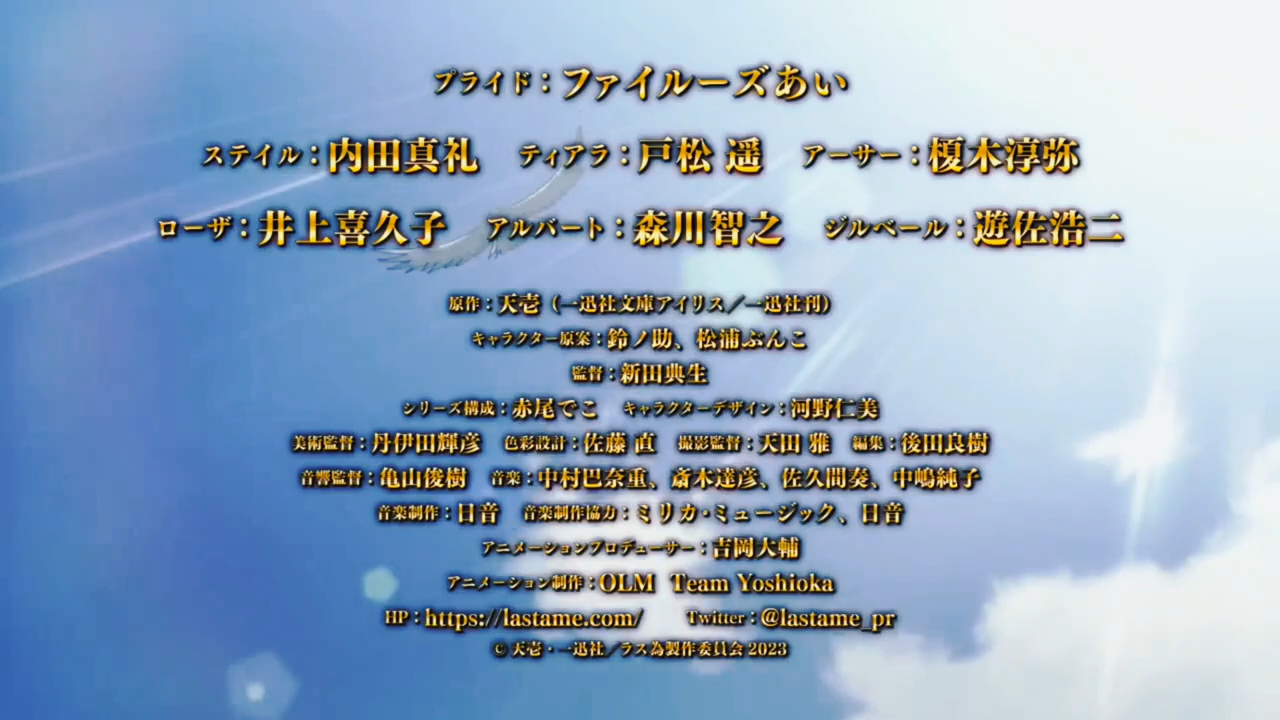 プライド：ファイルーズあい
ステイル：内田真礼　ティアラ：戸松 遥　アーサー：榎木淳弥
ローザ：井上喜久子　アルバート：森川智之　ジルベール：遊佐浩二
原作：天壱（一迅社文庫アイリス／一迅社刊）
キャラクター原案：鈴ノ助、松浦ぶんこ
監督：新田典生
シリーズ構成：赤尾でこ　キャラクターデザイン：河野仁美
美術監督：丹伊田輝彦　色彩設計：佐藤 直　撮影監督：天田 雅　編集：後田良樹
音響監督：亀山俊樹　音楽：中村巴奈重、斎木達彦、佐久間奏、中嶋純子
音楽制作：日音　音楽制作協力：ミリカ・ミュージック、日音
アニメーションプロデューサー：吉岡大輔
アニメーション制作：OLM Team Yoshioka
HP：https://lastame.com/　Twitter：@lastame_pr
© 天壱・一迅社／ラス為製作委員会 2023